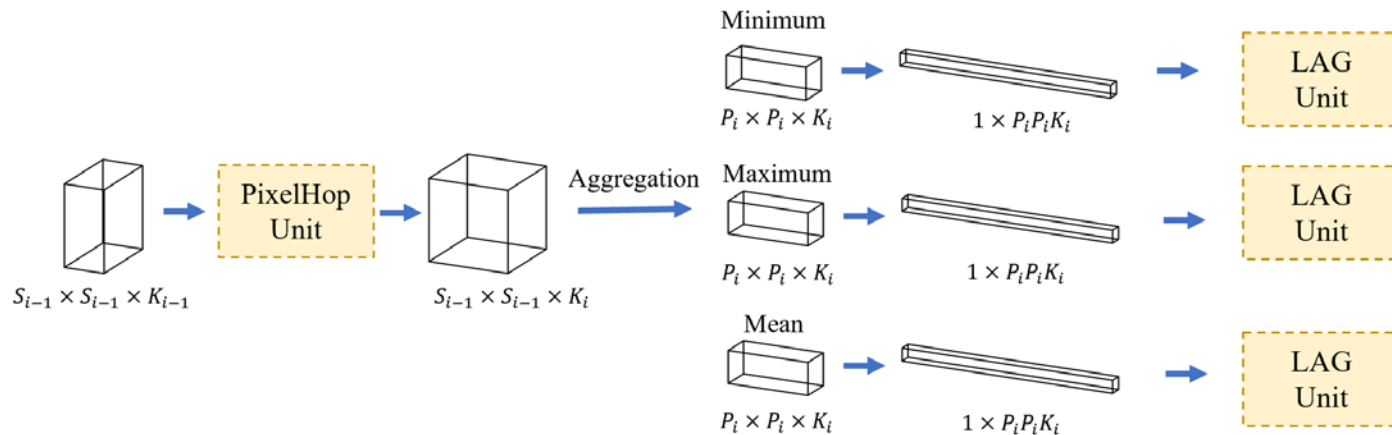 Minimum
P_i × P_i × K_i
1 × P_iP_iK_i
LAG
Unit
S_{i−1} × S_{i−1} × K_{i−1}
PixelHop
Unit
S_{i−1} × S_{i−1} × K_i
Aggregation
Maximum
P_i × P_i × K_i
1 × P_iP_iK_i
LAG
Unit
Mean
P_i × P_i × K_i
1 × P_iP_iK_i
LAG
Unit